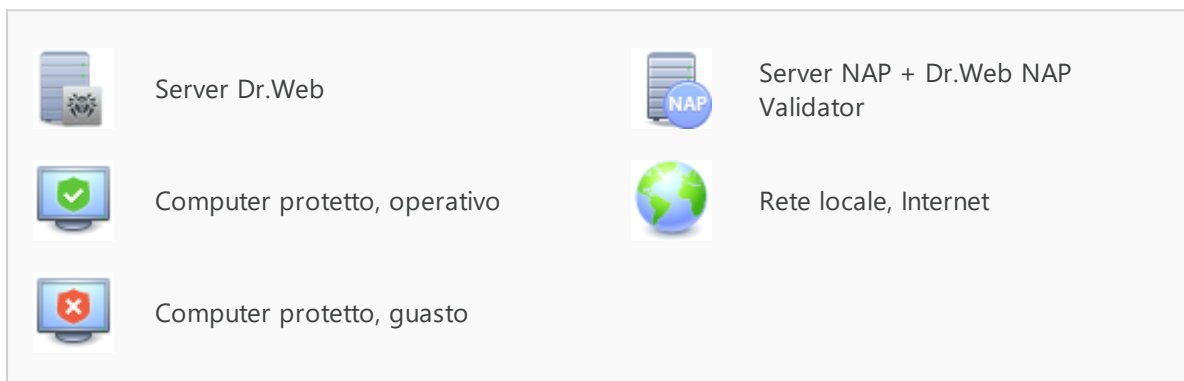 Server Dr.Web
NAP
Server NAP + Dr.Web NAP
Validator
Computer protetto, operativo
Rete locale, Internet
Computer protetto, guasto